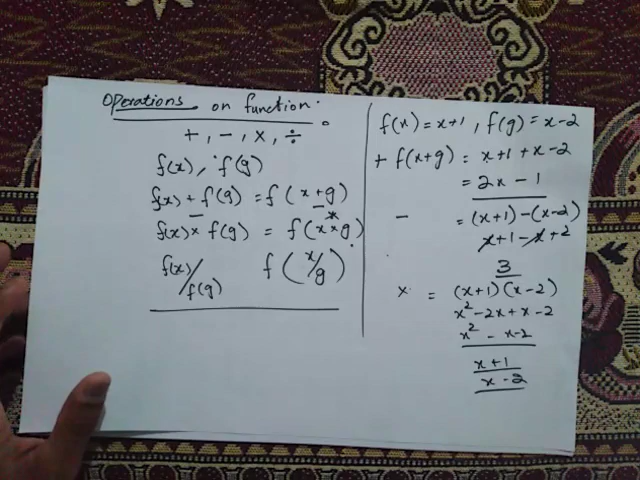 Operations on function.
+, -, x, ÷
f(x), f(g)
f(x) + f(g) = f(x+g)
f(x) x f(g) = f(x x g)
f(x)/f(g) f(x/g)
f(x) = x+1, f(g) = x-2
+ f(x+g) = x+1 + x-2
= 2x - 1
- = (x+1)-(x-2)
x+1-x+2
3
x = (x+1)(x-2)
x²-2x+x-2
x² - x-2
x+1
x-2